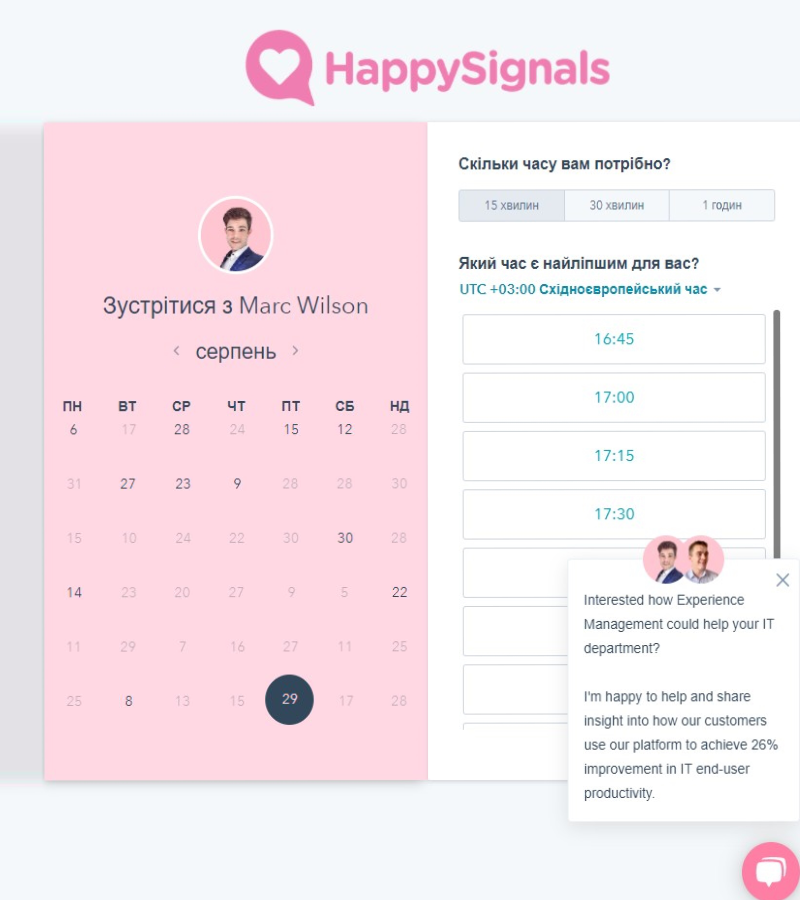 HappySignals
Зустрітися з Marc Wilson
серпень
ПН ВТ СР ЧТ ПТ СБ НД
6 17 28 24 15 12 28
31 27 23 9 28 28 30
15 10 24 22 30 30 28
14 23 20 27 9 5 22
11 29 7 16 27 11 25
25 8 13 15 29 17 28
Скільки часу вам потрібно?
15 хвилин 30 хвилин 1 годин
Який час є найліпшим для вас?
UTC +03:00 Східноєвропейський час
16:45
17:00
17:15
17:30
Interested how Experience
Management could help your IT
department?
I'm happy to help and share
insight into how our customers
use our platform to achieve 26%
improvement in IT end-user
productivity.